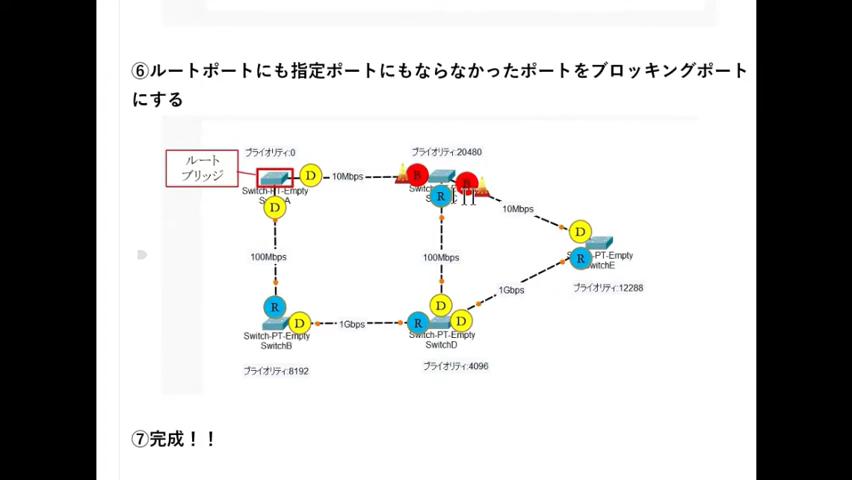 ⑥ルートポートにも指定ポートにもならなかったポートをブロッキングポート
にする
プライオリティ:0
プライオリティ:20480
ルート
ブリッジ
D
10Mbps
B
B
Switch-PT-Empty
R
D
10Mbps
D
R
Switch-PT-Empty
SwitchE
100Mbps
100Mbps
1Gbps
プライオリティ:12288
R
D
D
1Gbps
R
D
Switch-PT-Empty
SwitchB
Switch-PT-Empty
SwitchD
プライオリティ:8192
プライオリティ:4096
⑦完成！！